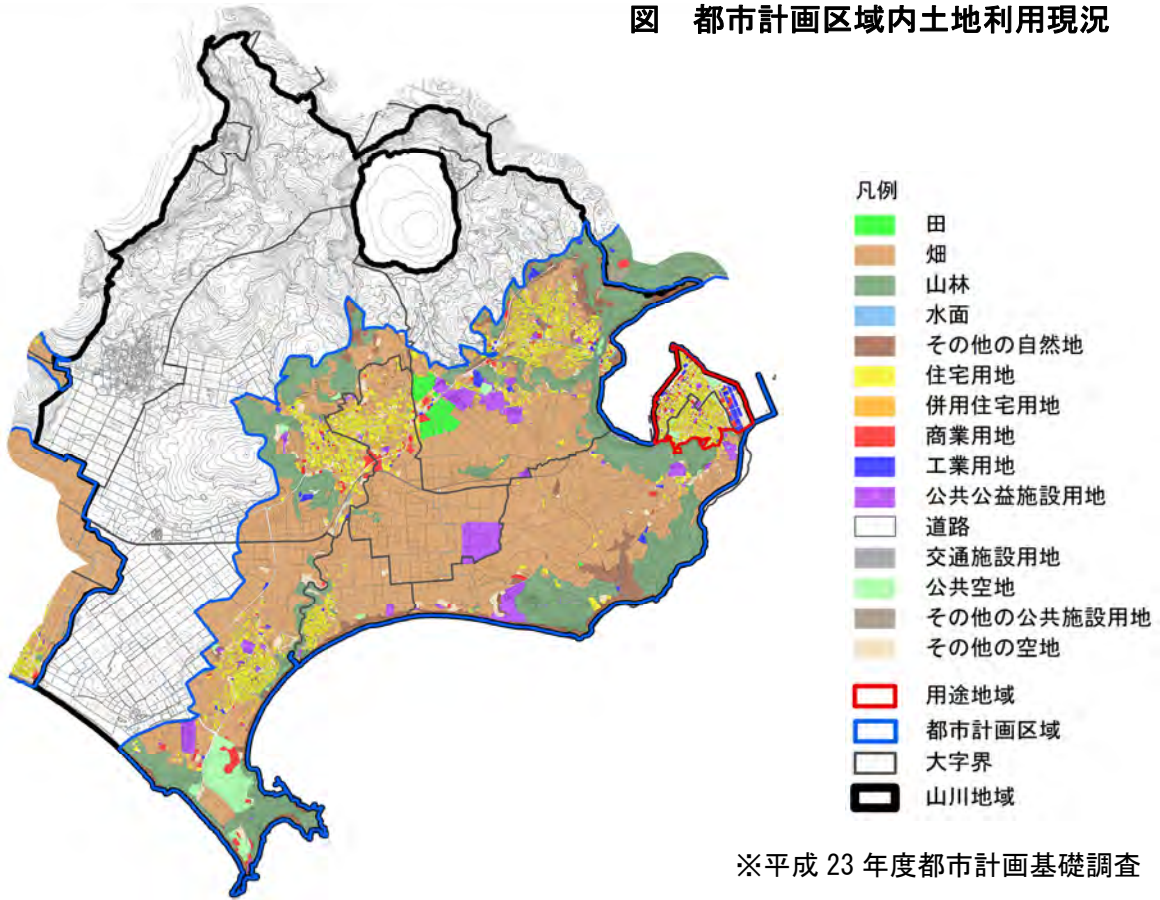 図　都市計画区域内土地利用現況
凡例
田
畑
山林
水面
その他の自然地
住宅用地
併用住宅用地
商業用地
工業用地
公共公益施設用地
道路
交通施設用地
公共空地
その他の公共施設用地
その他の空地
用途地域
都市計画区域
大字界
山川地域
※平成 23 年度都市計画基礎調査